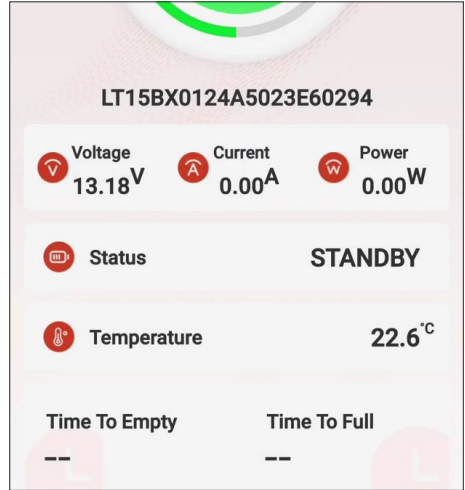 LT15BX0124A5023E60294
Voltage Current Power
13.18V 0.00A 0.00W
Status STANDBY
Temperature 22.6°C
Time To Empty Time To Full
-- --